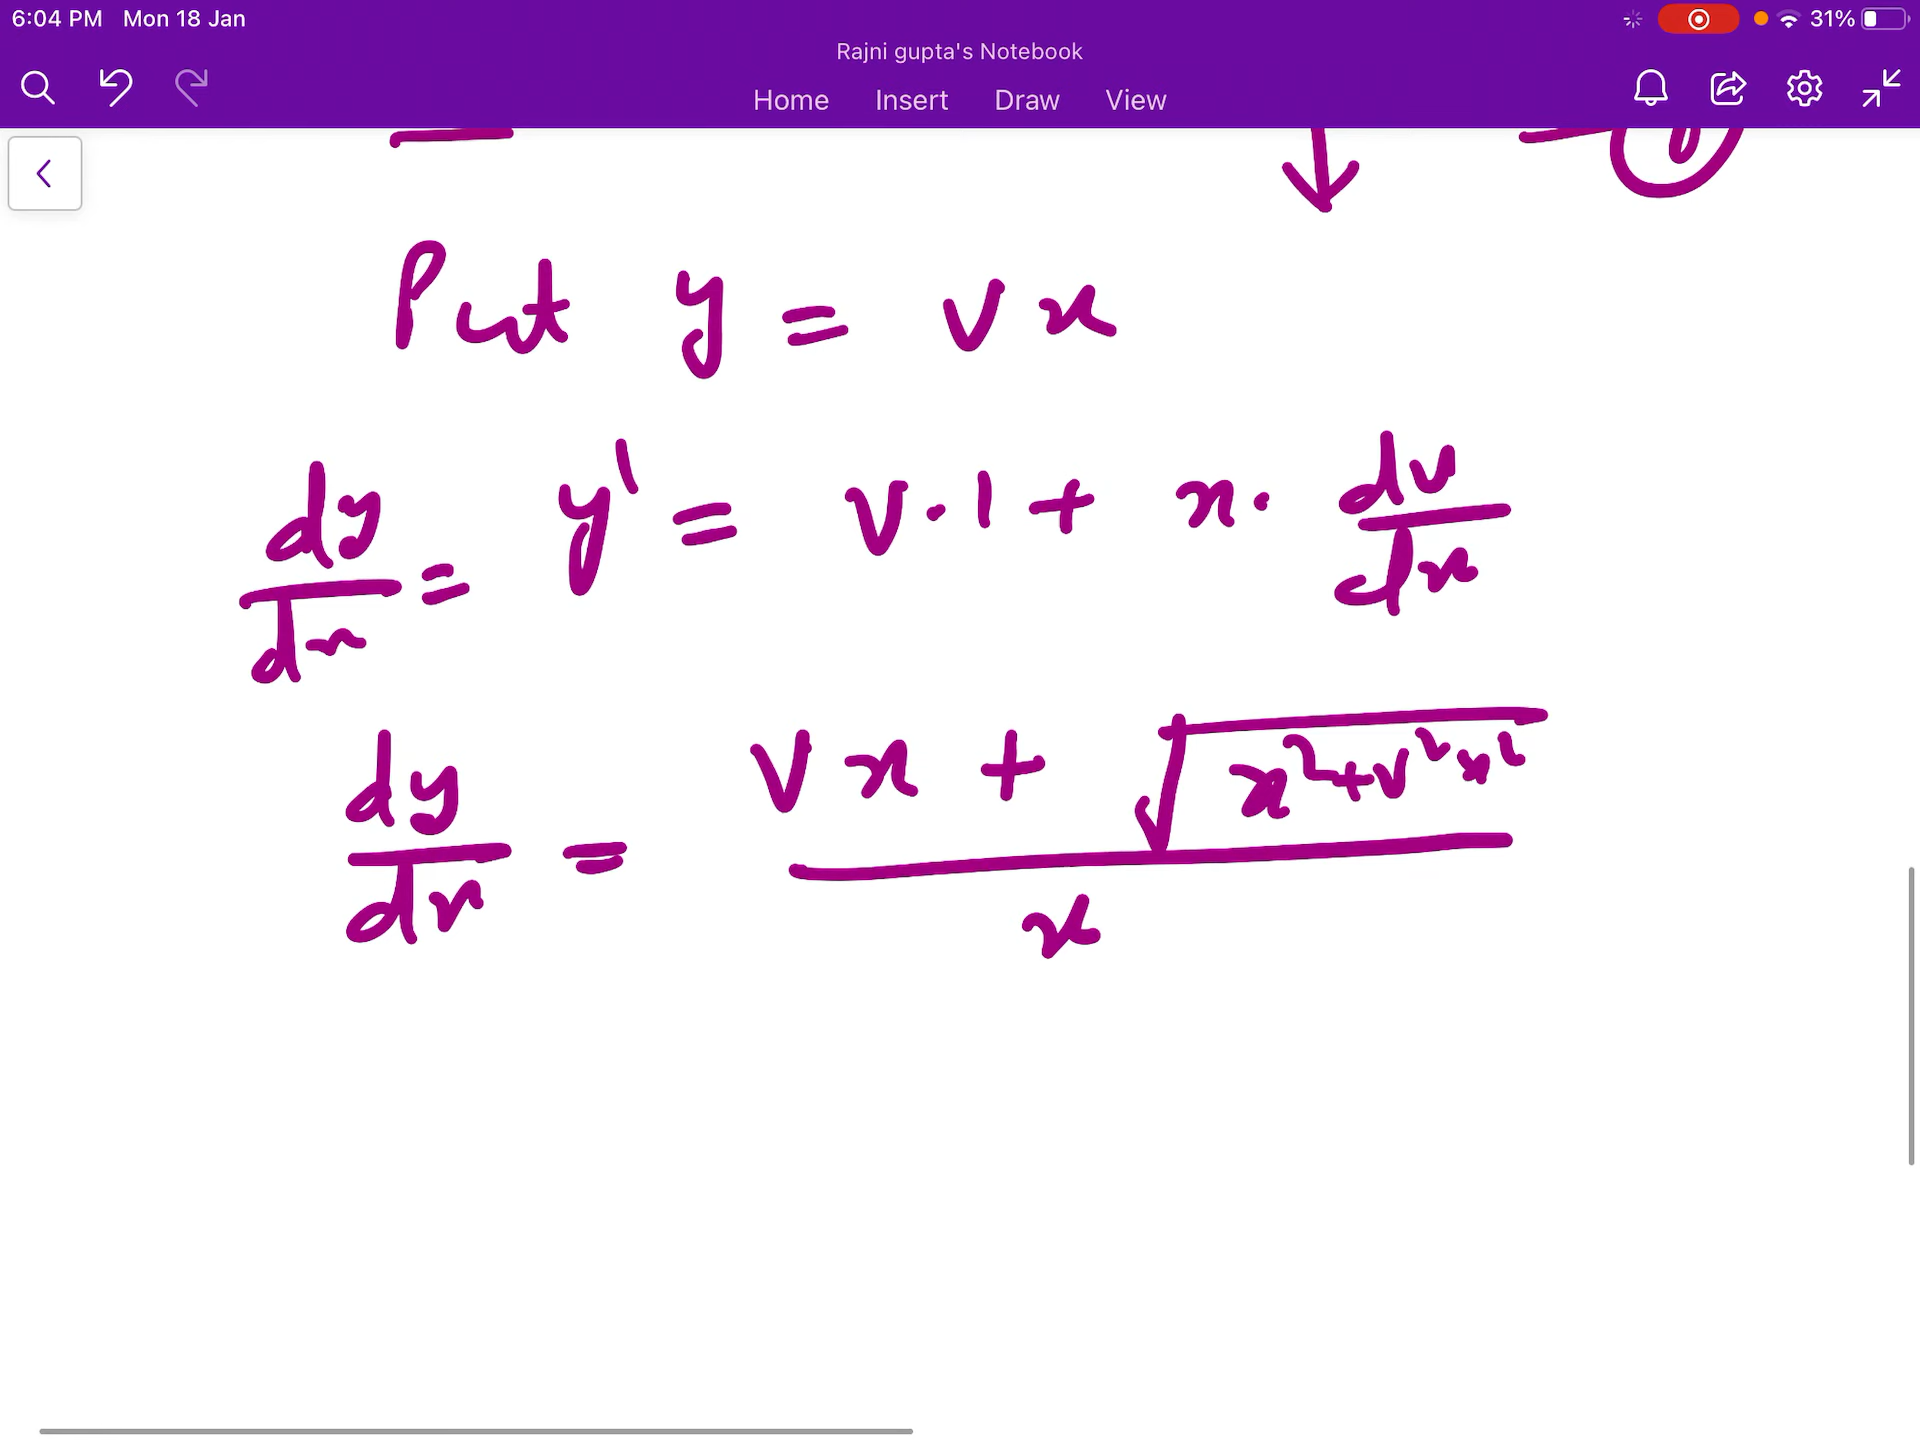 6:04 PM Mon 18 Jan 31%
Rajni gupta's Notebook
Home Insert Draw View
Put y = vx
dy/dx = y' = v·1 + x· dv/dx
dy/dx = (vx + √(x²+v²x²))/x